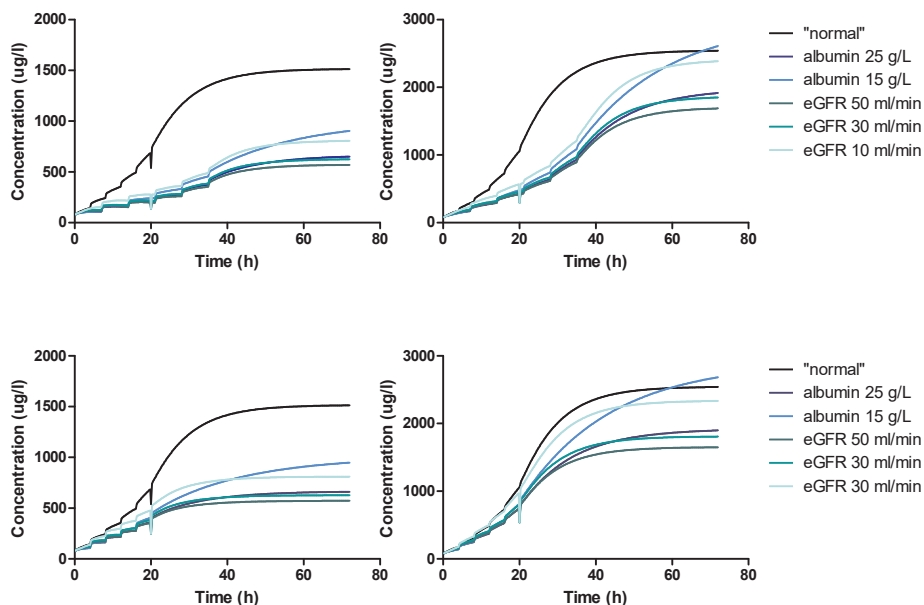 2000
1500
1000
500
0
Concentration (ug/l)
0 20 40 60 80
Time (h)
3000
2000
1000
0
Concentration (ug/l)
0 20 40 60 80
Time (h)
"normal"
albumin 25 g/L
albumin 15 g/L
eGFR 50 ml/min
eGFR 30 ml/min
eGFR 10 ml/min
2000
1500
1000
500
0
Concentration (ug/l)
0 20 40 60 80
Time (h)
3000
2000
1000
0
Concentration (ug/l)
0 20 40 60 80
Time (h)
"normal"
albumin 25 g/L
albumin 15 g/L
eGFR 50 ml/min
eGFR 30 ml/min
eGFR 30 ml/min